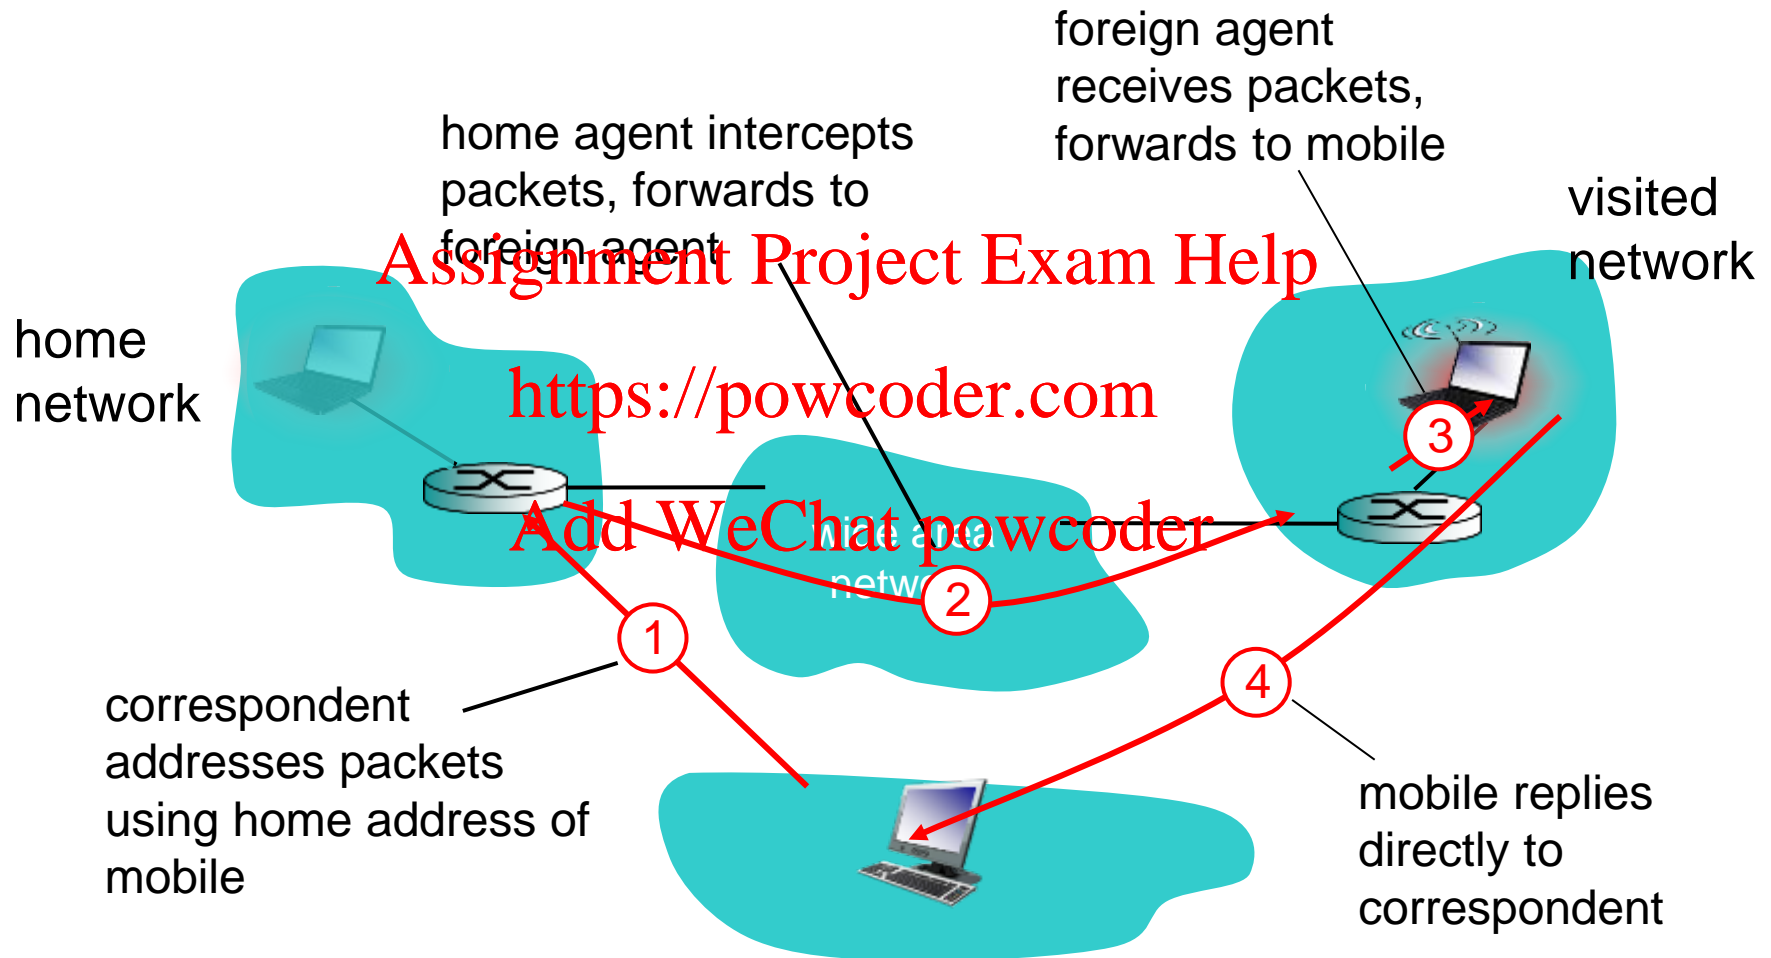 foreign agent
receives packets,
forwards to mobile
home agent intercepts
packets, forwards to
foreign agent
visited
network
Assignment Project Exam Help
home
network
https://powcoder.com
3
Add WeChat powcoder
wide area
2
1
4
correspondent
addresses packets
using home address of
mobile
mobile replies
directly to
correspondent